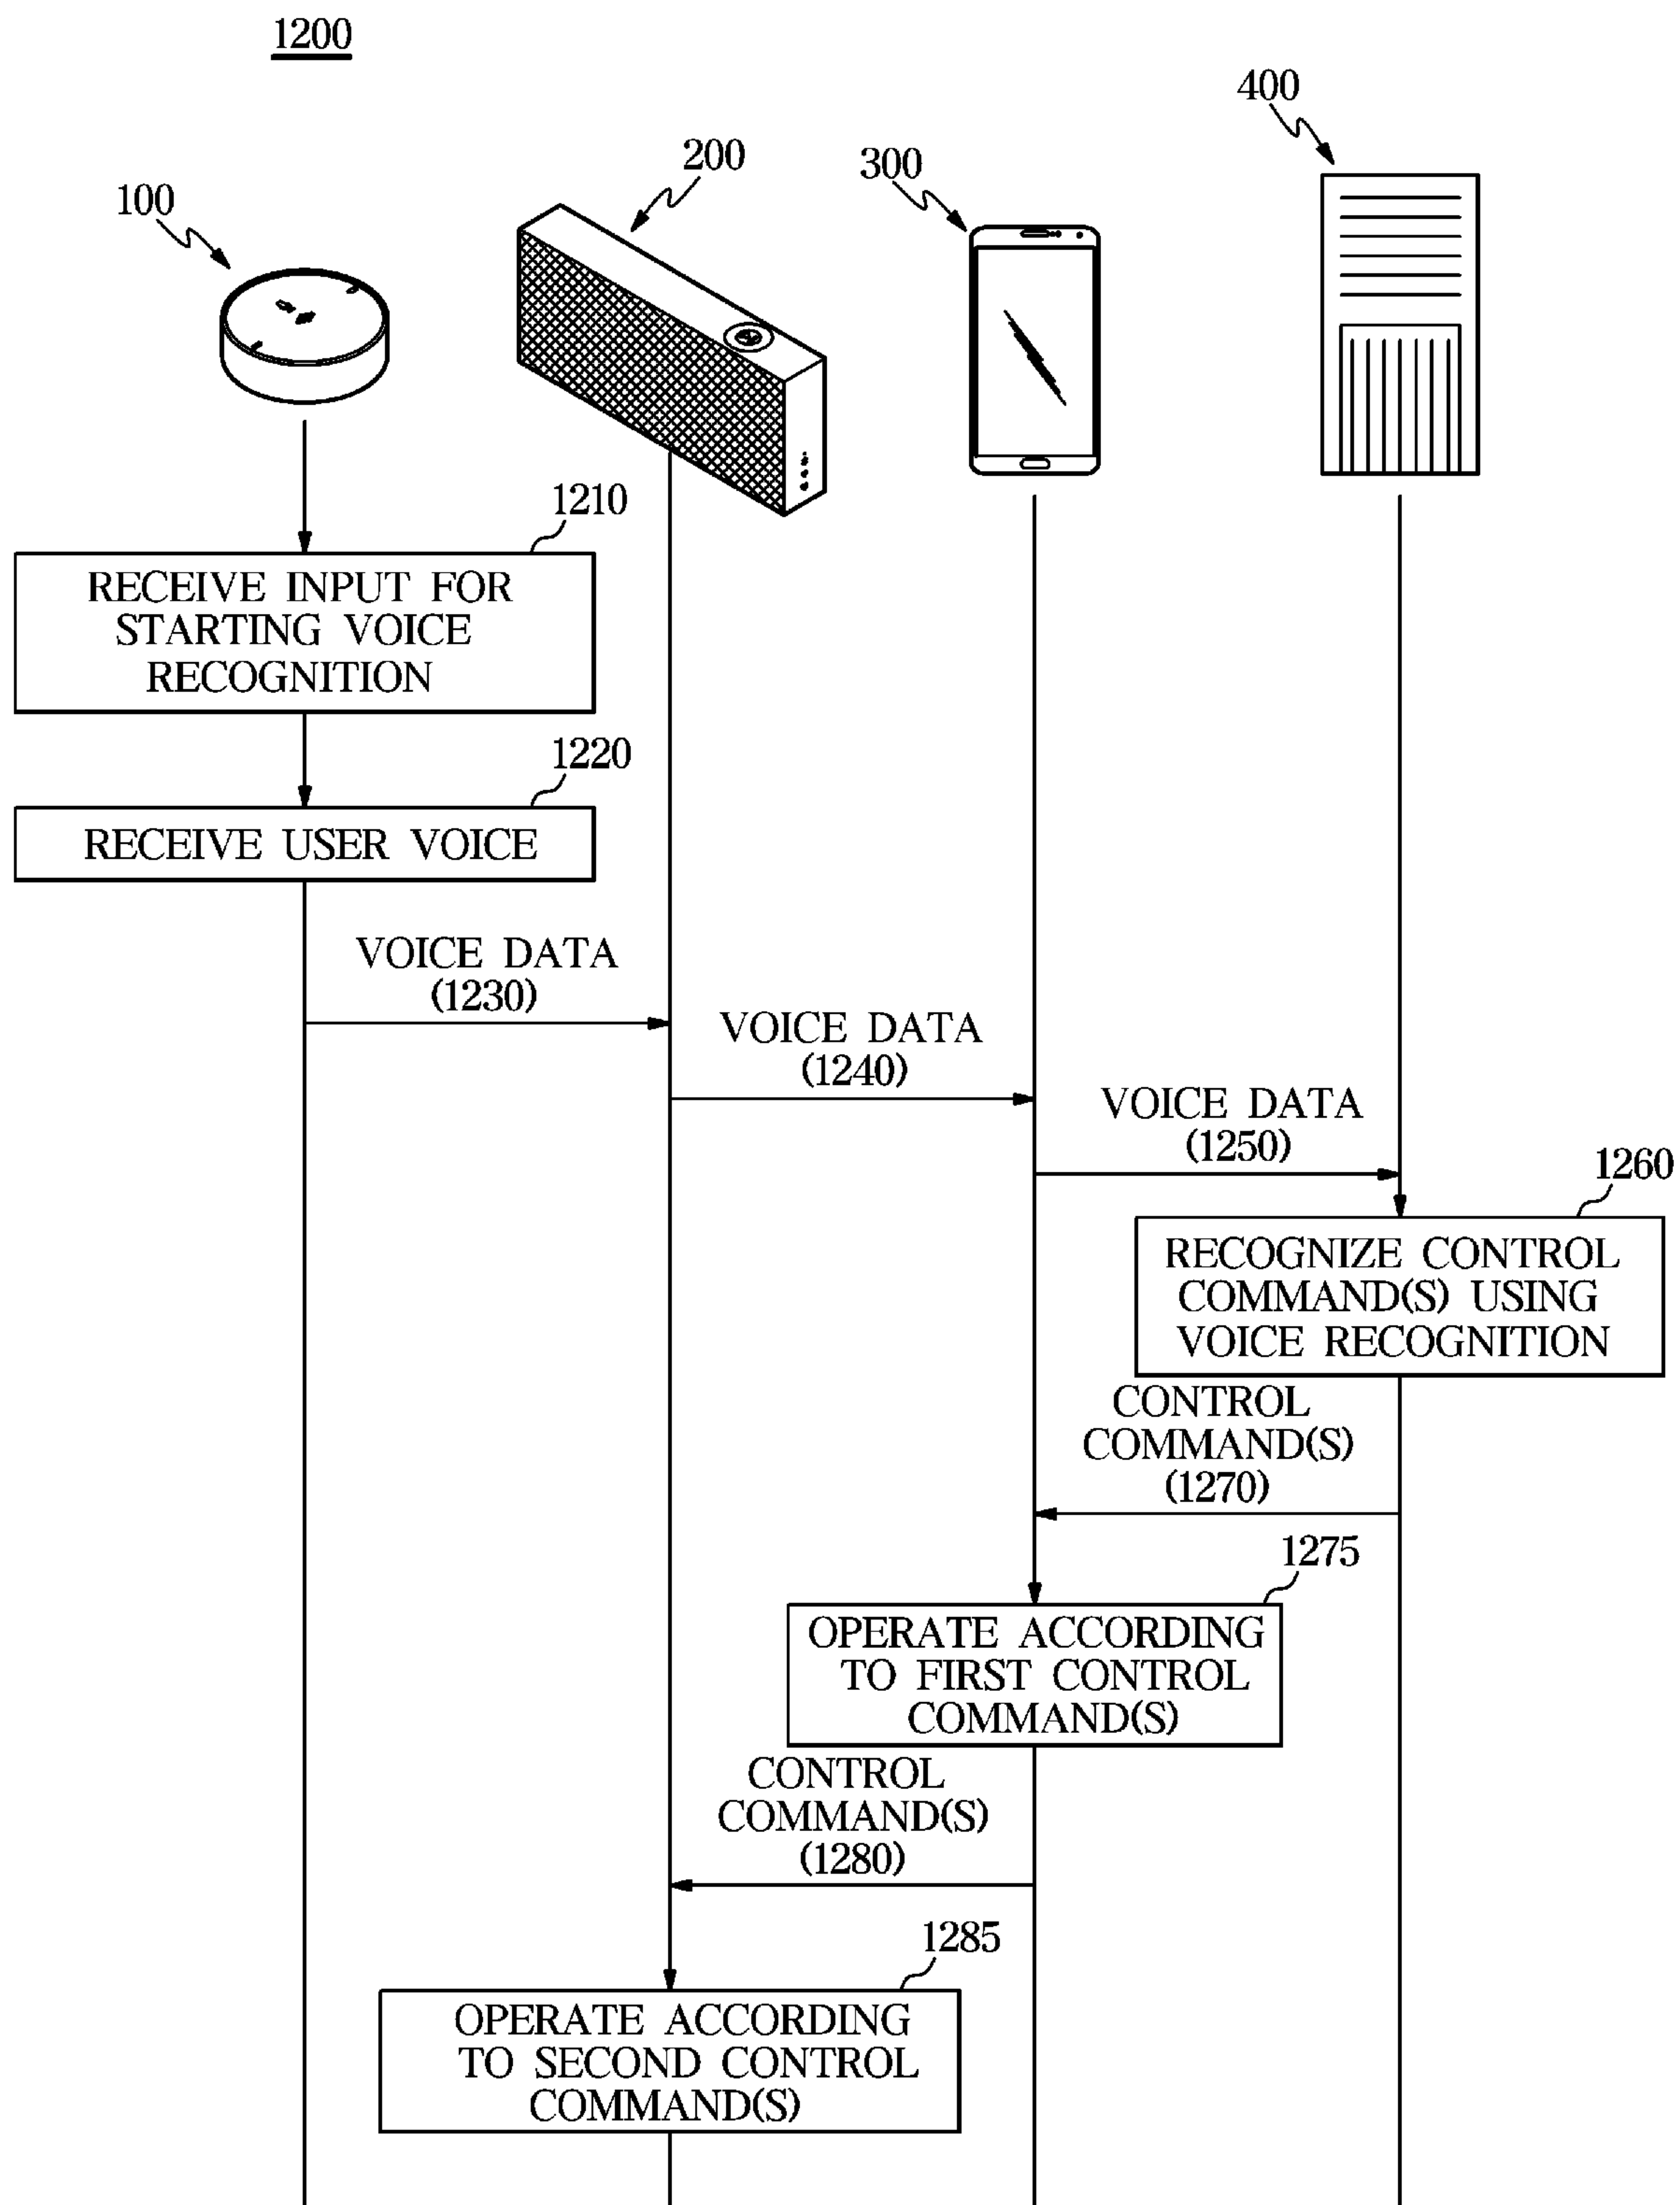 1200
400
200
300
100
1210
RECEIVE INPUT FOR
STARTING VOICE
RECOGNITION
1220
RECEIVE USER VOICE
VOICE DATA
(1230)
VOICE DATA
(1240)
VOICE DATA
(1250)
1260
RECOGNIZE CONTROL
COMMAND(S) USING
VOICE RECOGNITION
CONTROL
COMMAND(S)
(1270)
1275
OPERATE ACCORDING
TO FIRST CONTROL
COMMAND(S)
CONTROL
COMMAND(S)
(1280)
1285
OPERATE ACCORDING
TO SECOND CONTROL
COMMAND(S)